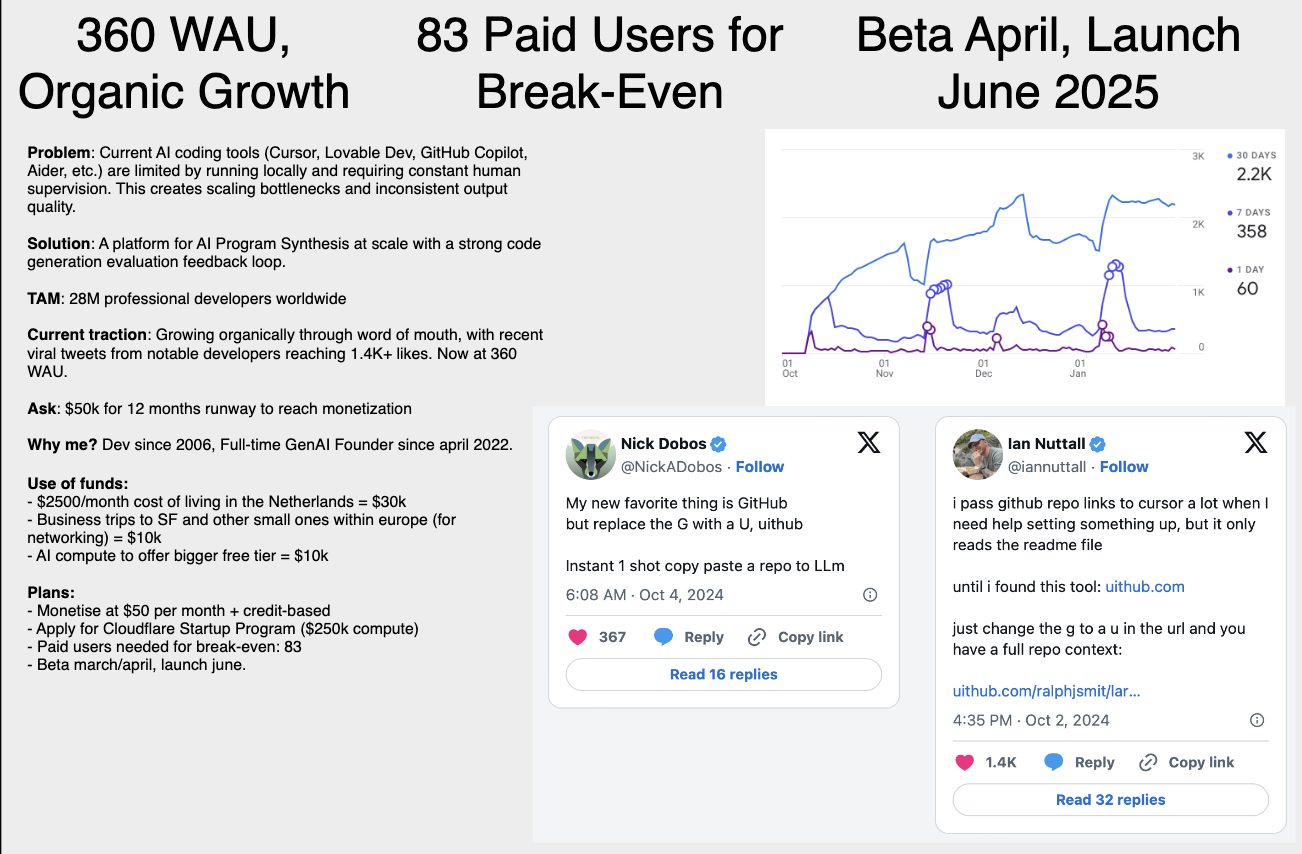 360 WAU,
Organic Growth
83 Paid Users for
Break-Even
Beta April, Launch
June 2025
Problem: Current AI coding tools (Cursor, Lovable Dev, GitHub Copilot,
Aider, etc.) are limited by running locally and requiring constant human
supervision. This creates scaling bottlenecks and inconsistent output
quality.
Solution: A platform for AI Program Synthesis at scale with a strong code
generation evaluation feedback loop.
TAM: 28M professional developers worldwide
Current traction: Growing organically through word of mouth, with recent
viral tweets from notable developers reaching 1.4K+ likes. Now at 360
WAU.
Ask: $50k for 12 months runway to reach monetization
Why me? Dev since 2006, Full-time GenAI Founder since april 2022.
Use of funds:
- $2500/month cost of living in the Netherlands = $30k
- Business trips to SF and other small ones within europe (for
networking) = $10k
- AI compute to offer bigger free tier = $10k
Plans:
- Monetise at $50 per month + credit-based
- Apply for Cloudflare Startup Program ($250k compute)
- Paid users needed for break-even: 83
- Beta march/april, launch june.
3K
2K
1K
0
01
Oct
01
Nov
01
Dec
01
Jan
30 DAYS
2.2K
7 DAYS
358
1 DAY
60
Nick Dobos
@NickADobos · Follow
My new favorite thing is GitHub
but replace the G with a U, uithub
Instant 1 shot copy paste a repo to LLm
6:08 AM · Oct 4, 2024
367 Reply Copy link
Read 16 replies
Ian Nuttall
@iannuttall · Follow
i pass github repo links to cursor a lot when I
need help setting something up, but it only
reads the readme file
until i found this tool: uithub.com
just change the g to a u in the url and you
have a full repo context:
uithub.com/ralphjsmit/lar...
4:35 PM · Oct 2, 2024
1.4K Reply Copy link
Read 32 replies